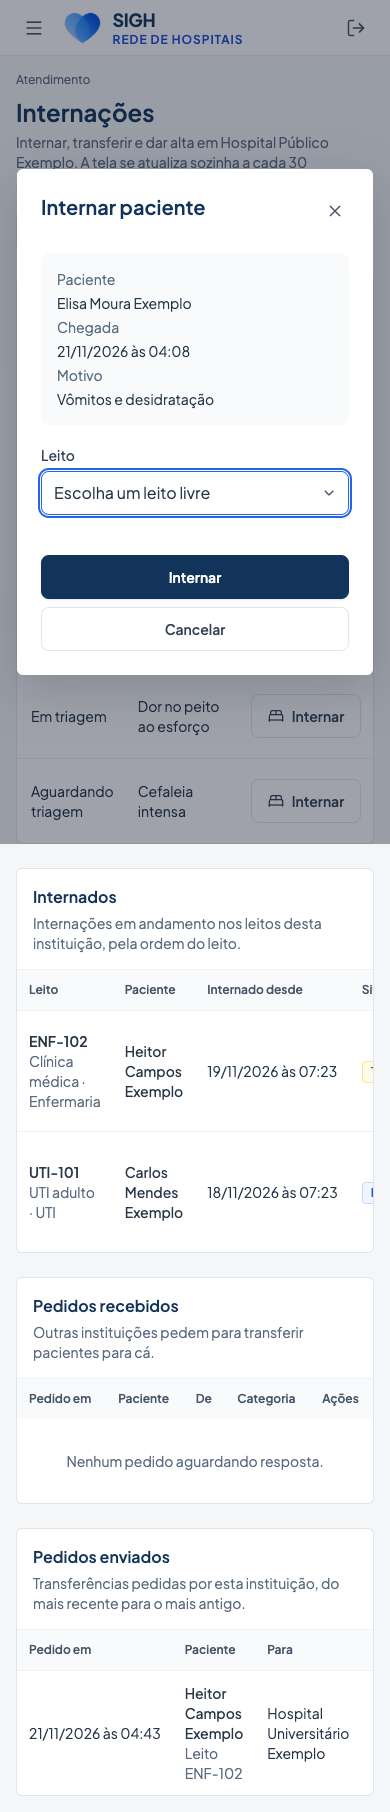 SIGH
REDE DE HOSPITAIS
Atendimento
Internações
Internar, transferir e dar alta em Hospital Público
Exemplo. A tela se atualiza sozinha a cada 30
Internar paciente
Paciente
Elisa Moura Exemplo
Chegada
21/11/2026 às 04:08
Motivo
Vômitos e desidratação
Leito
Escolha um leito livre
Internar
Cancelar
Em triagem
Dor no peito
ao esforço
Internar
Aguardando
triagem
Cefaleia
intensa
Internar
Internados
Internações em andamento nos leitos desta
instituição, pela ordem do leito.
Leito Paciente Internado desde Si
ENF-102
Clínica
médica ·
Enfermaria
Heitor
Campos
Exemplo
19/11/2026 às 07:23
UTI-101
UTI adulto
· UTI
Carlos
Mendes
Exemplo
18/11/2026 às 07:23
Pedidos recebidos
Outras instituições pedem para transferir
pacientes para cá.
Pedido em Paciente De Categoria Ações
Nenhum pedido aguardando resposta.
Pedidos enviados
Transferências pedidas por esta instituição, do
mais recente para o mais antigo.
Pedido em Paciente Para
21/11/2026 às 04:43
Heitor
Campos
Exemplo
Leito
ENF-102
Hospital
Universitário
Exemplo